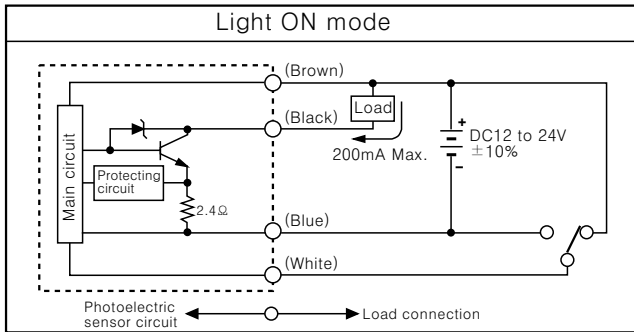 Light ON mode
(Brown)
(Black)
Load
200mA Max.
+
DC12 to 24V
±10%
−
Main circuit
Protecting
circuit
2.4Ω
(Blue)
(White)
Photoelectric
sensor circuit
Load connection